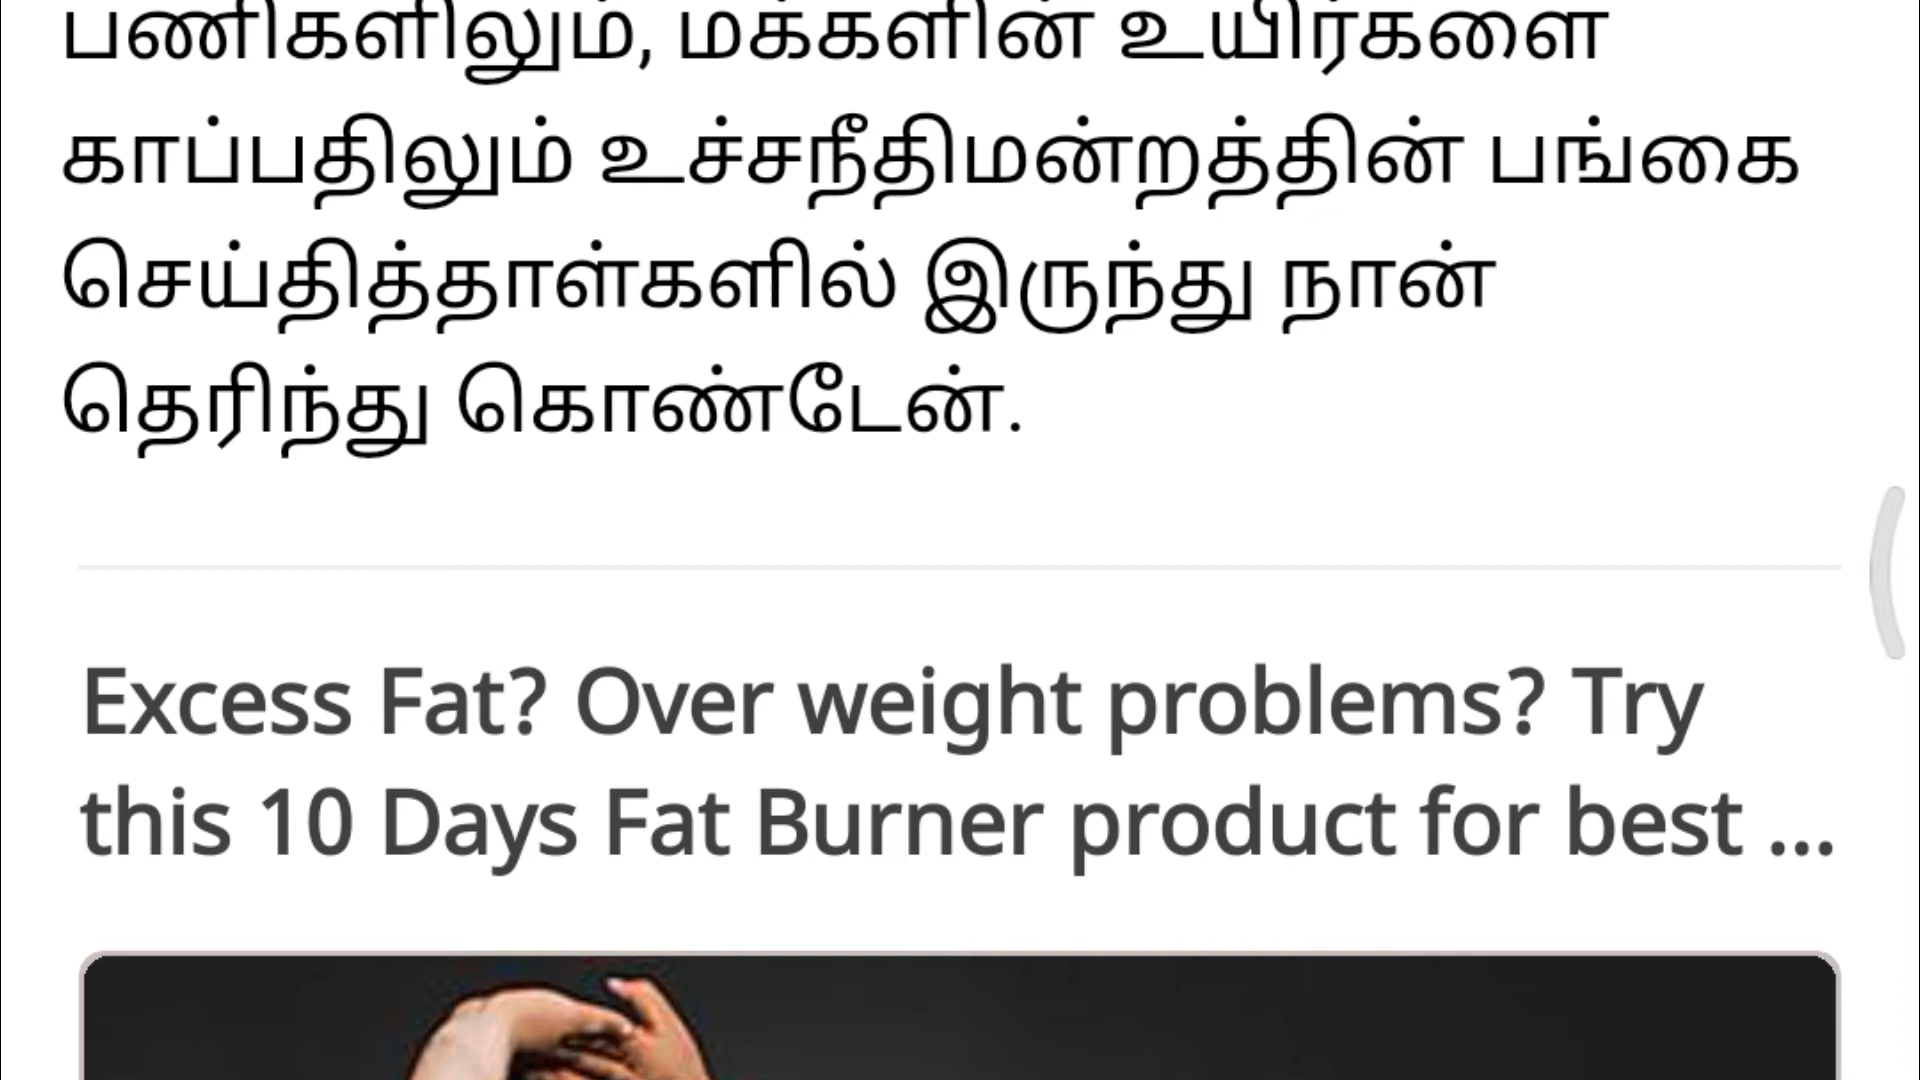 பணிகளிலும், மக்களின் உயிர்களை
காப்பதிலும் உச்சநீதிமன்றத்தின் பங்கை
செய்தித்தாள்களில் இருந்து நான்
தெரிந்து கொண்டேன்.
Excess Fat? Over weight problems? Try
this 10 Days Fat Burner product for best ...